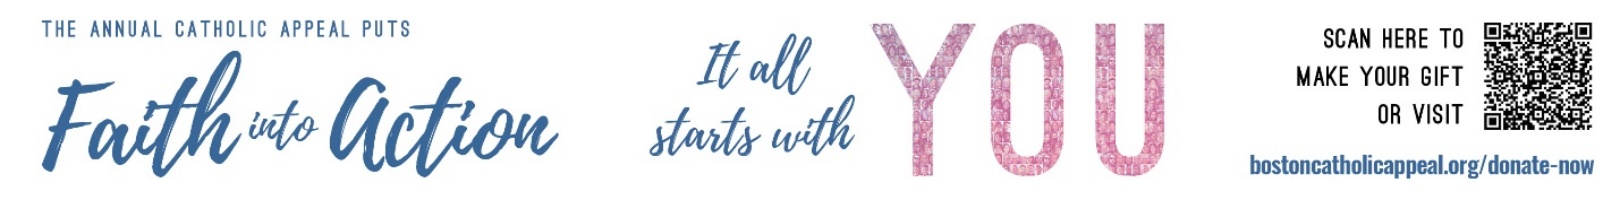 THE ANNUAL CATHOLIC APPEAL PUTS
Faith into Action
It all
starts with
YOU
SCAN HERE TO
MAKE YOUR GIFT
OR VISIT
bostoncatholicappeal.org/donate-now